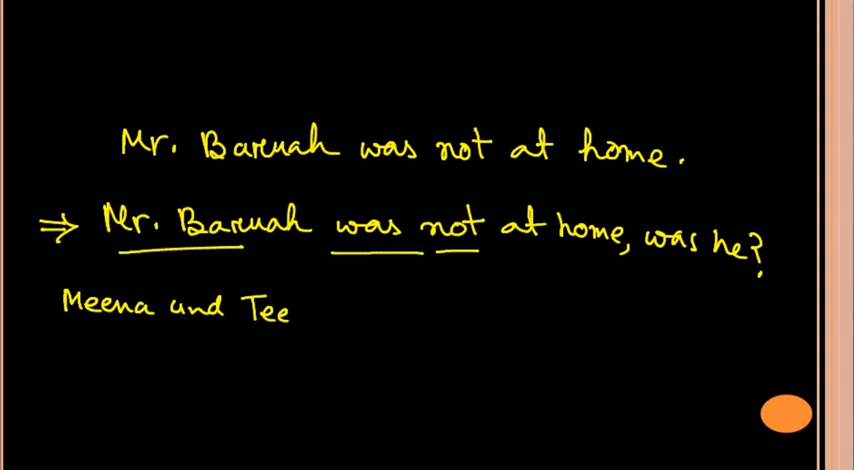 Mr. Baruah was not at home.
⇒ Mr. Baruah was not at home, was he?
Meena and Tee